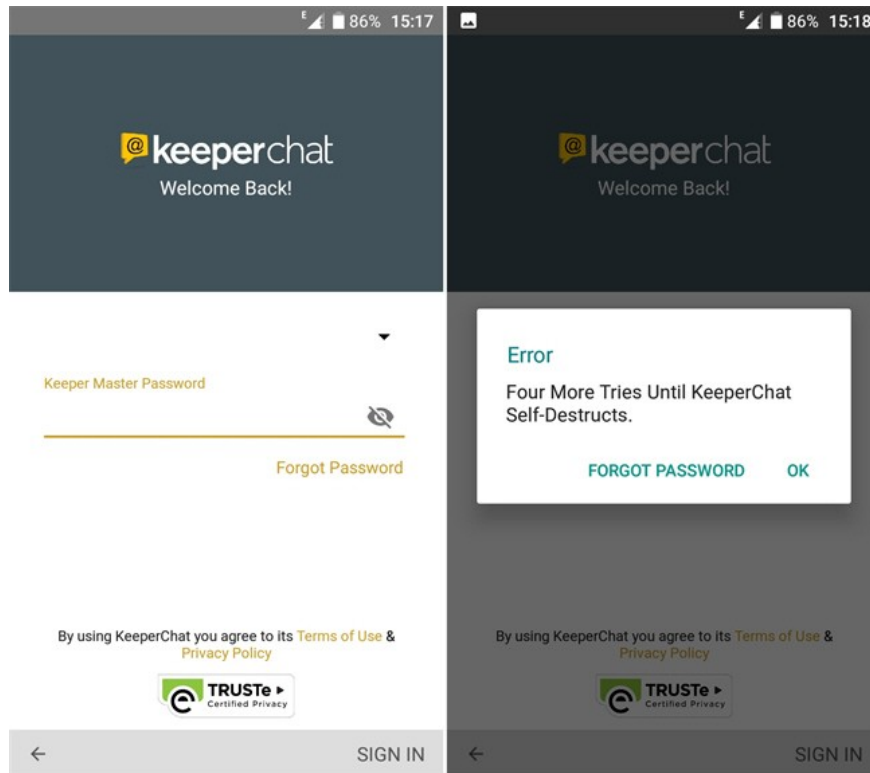 E 86% 15:17
@ keeperchat
Welcome Back!
Keeper Master Password
Forgot Password
By using KeeperChat you agree to its Terms of Use &
Privacy Policy
e TRUSTe
Certified Privacy
SIGN IN
E 86% 15:18
@ keeperchat
Welcome Back!
Error
Four More Tries Until KeeperChat
Self-Destructs.
FORGOT PASSWORD OK
By using KeeperChat you agree to its Terms of Use &
Privacy Policy
e TRUSTe
Certified Privacy
SIGN IN